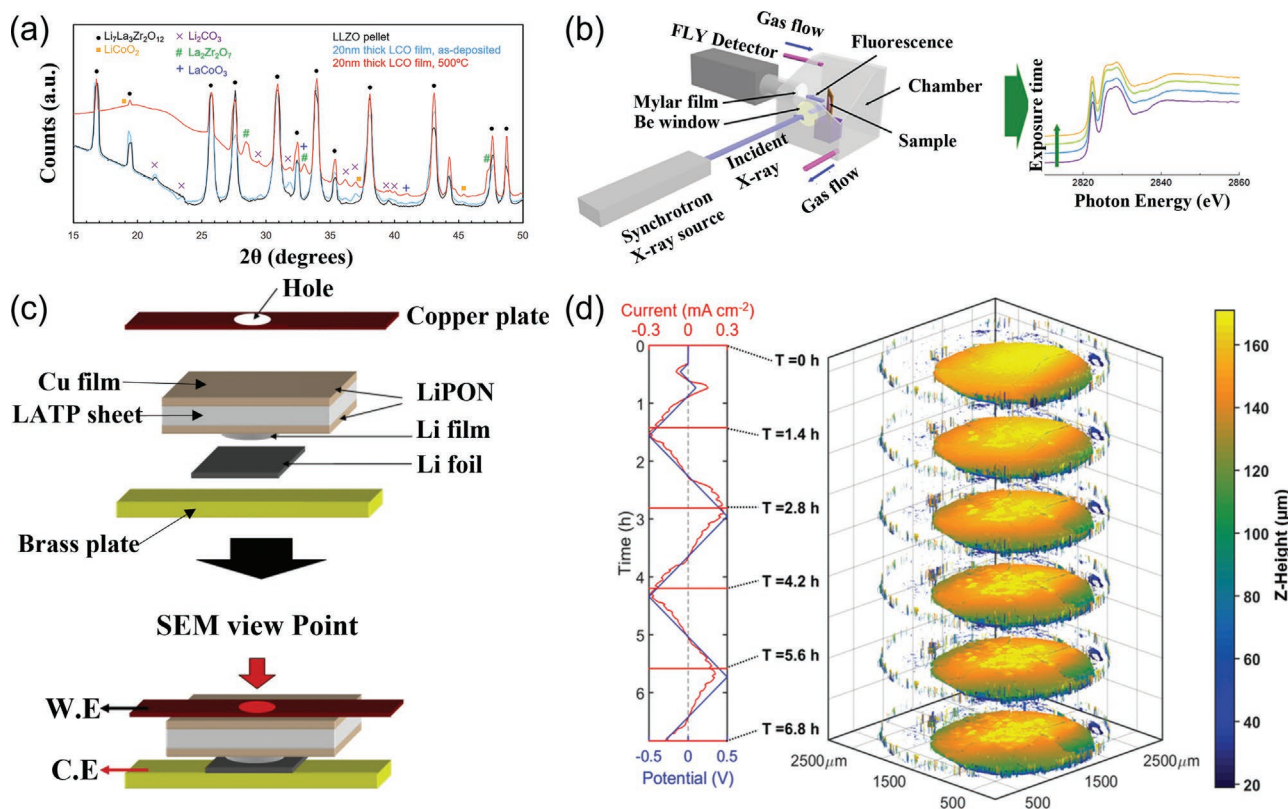 (a)
Li₇La₃Zr₂O₁₂
LiCoO₂
Li₂CO₃
La₂Zr₂O₇
LaCoO₃
LLZO pellet
20nm thick LCO film, as-deposited
20nm thick LCO film, 500ºC
Counts (a.u.)
15 20 25 30 35 40 45 50
2θ (degrees)
(b)
Gas flow
FLY Detector
Fluorescence
Chamber
Mylar film
Be window
Sample
Incident
X-ray
Gas flow
Synchrotron
X-ray source
Exposure time
2820 2840 2860
Photon Energy (eV)
(c)
Hole
Copper plate
Cu film
LiPON
LATP sheet
Li film
Li foil
Brass plate
SEM view Point
W.E
C.E
(d)
Current (mA cm⁻²)
-0.3 0 0.3
0
1
2
3
4
5
6
Time (h)
-0.5 0 0.5
Potential (V)
T =0 h
T =1.4 h
T =2.8 h
T =4.2 h
T =5.6 h
T =6.8 h
2500μm
1500
500
500
1500
2500μm
160
140
120
100
80
60
40
20
Z-Height (μm)